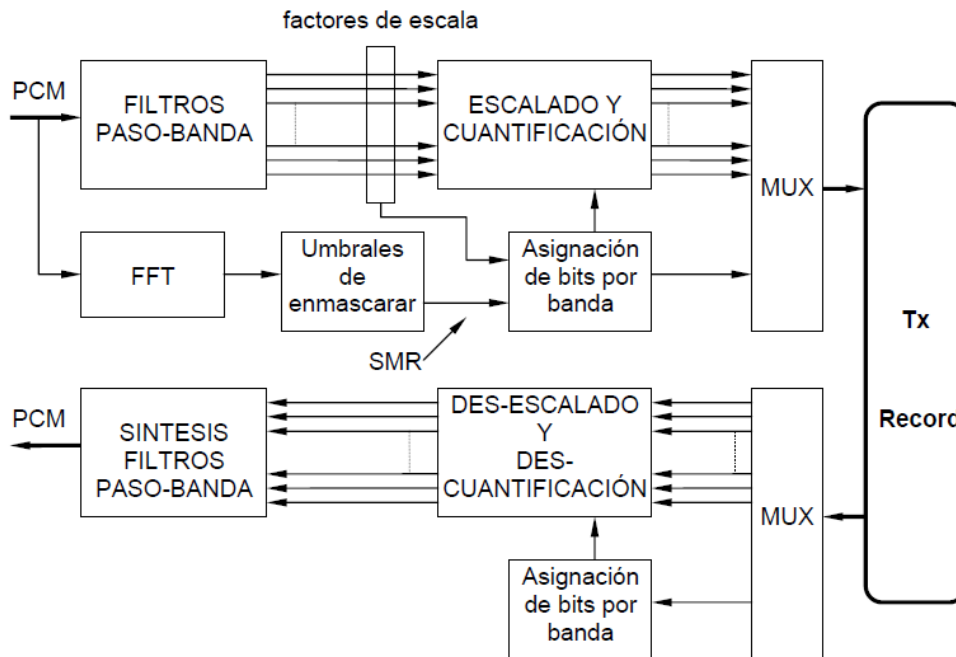 factores de escala
PCM
FILTROS
PASO-BANDA
ESCALADO Y
CUANTIFICACIÓN
MUX
FFT
Umbrales
de
enmascarar
Asignación
de bits por
banda
SMR
Tx
Record
PCM
SINTESIS
FILTROS
PASO-BANDA
DES-ESCALADO
Y
DES-
CUANTIFICACIÓN
MUX
Asignación
de bits por
banda